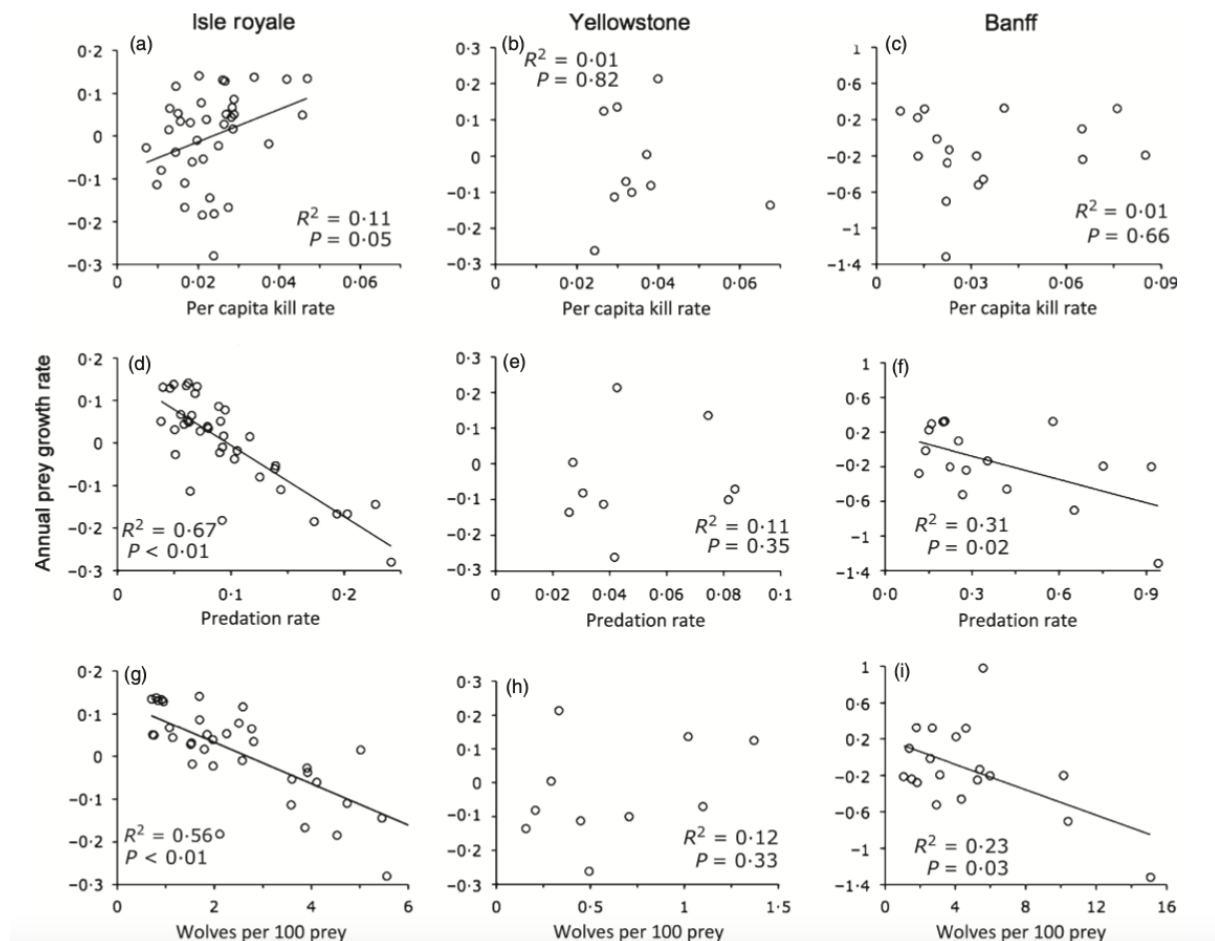 Isle royale Yellowstone Banff
(a) (b) (c)
0·2 0·3 1
0·1 0·2 0·6
0 0·1 0·2
−0·1 0 −0·2
−0·2 −0·1 −0·6
−0·3 −0·2 −1
−0·3 −1·4
R² = 0·11
P = 0·05
R² = 0·01
P = 0·82
R² = 0·01
P = 0·66
0 0·02 0·04 0·06 0 0·02 0·04 0·06 0 0·03 0·06 0·09
Per capita kill rate Per capita kill rate Per capita kill rate
Annual prey growth rate
(d) (e) (f)
0·2 0·3 1
0·1 0·2 0·6
0 0·1 0·2
−0·1 0 −0·2
−0·2 −0·1 −0·6
−0·3 −0·2 −1
−0·3 −1·4
R² = 0·67
P < 0·01
R² = 0·11
P = 0·35
R² = 0·31
P = 0·02
0 0·1 0·2 0 0·02 0·04 0·06 0·08 0·1 0·0 0·3 0·6 0·9
Predation rate Predation rate Predation rate
(g) (h) (i)
0·2 0·3 1
0·1 0·2 0·2
0 0·1 −0·2
−0·1 0 −0·6
−0·2 −0·1 −1
−0·3 −0·2 −1·4
−0·3
R² = 0·56
P < 0·01
R² = 0·12
P = 0·33
R² = 0·23
P = 0·03
0 2 4 6 0 0·5 1 1·5 0 4 8 12 16
Wolves per 100 prey Wolves per 100 prey Wolves per 100 prey